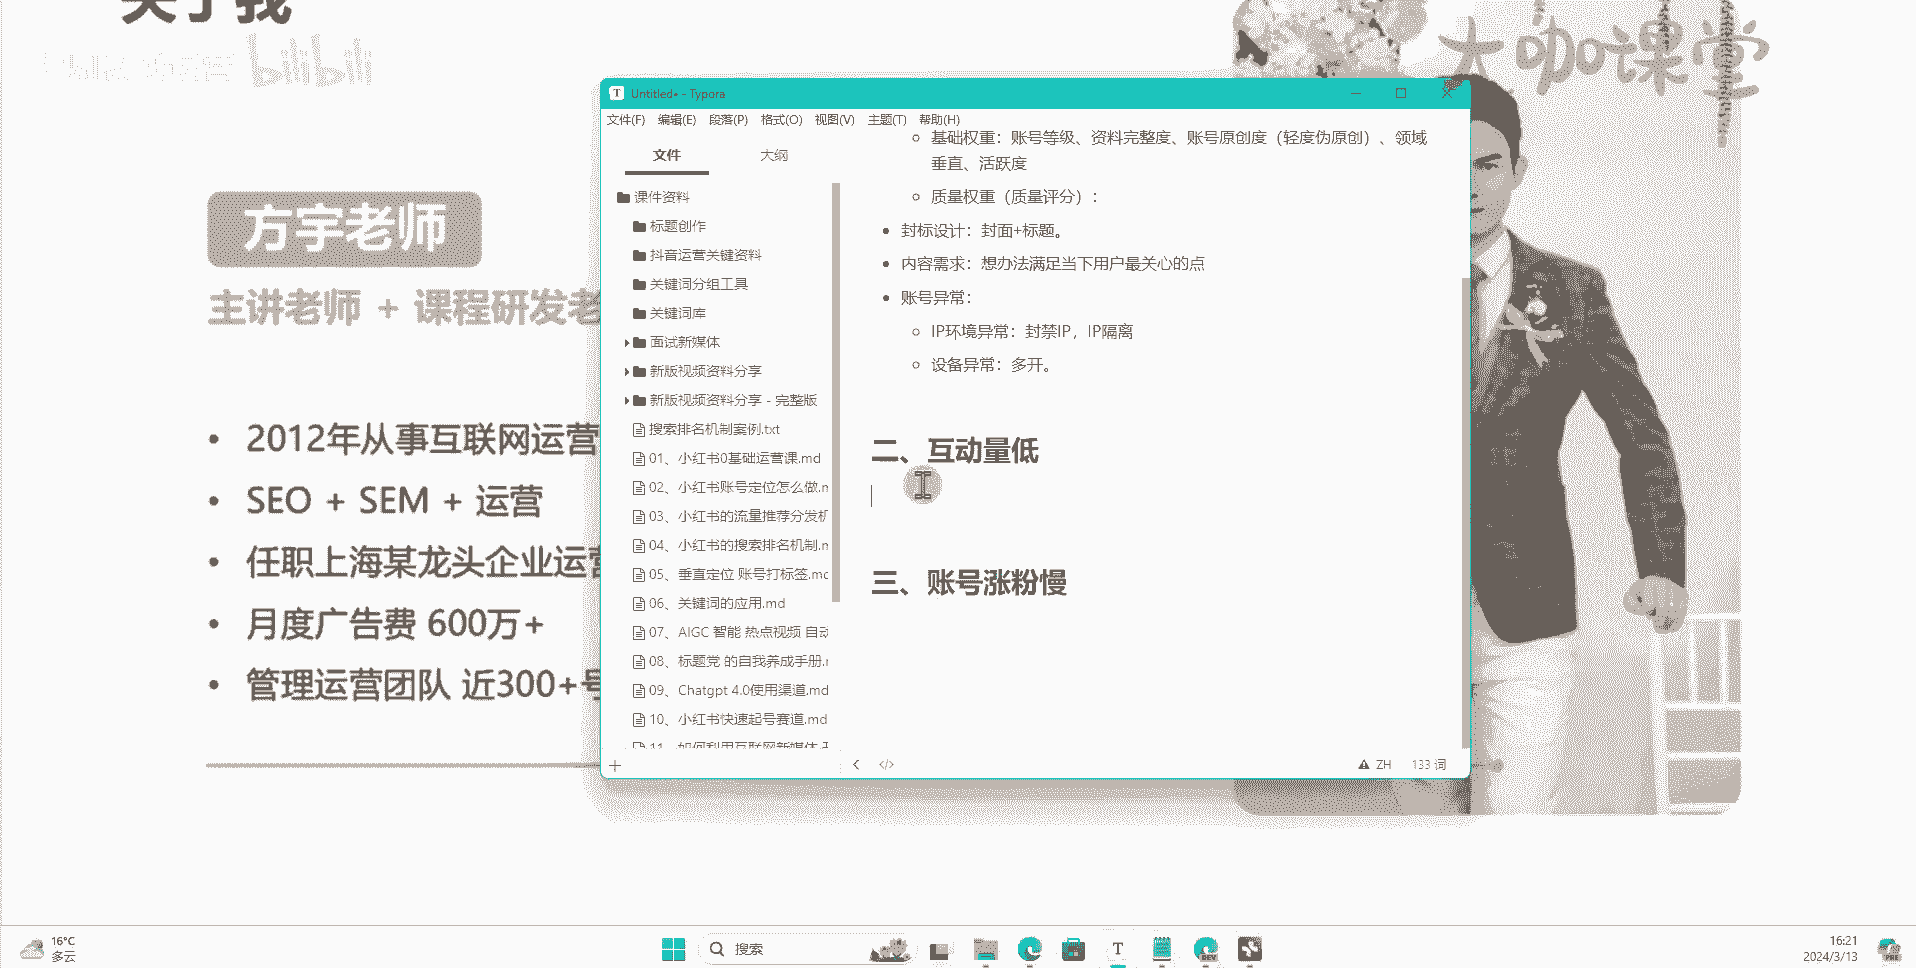 关于我
bilibili
大咖课堂
方宇老师
主讲老师 + 课程研发老
2012年从事互联网运营
SEO + SEM + 运营
任职上海某龙头企业运营
月度广告费 600万+
管理运营团队 近300+号
Untitled• - Typora
文件(F) 编辑(E) 段落(P) 格式(O) 视图(V) 主题(T) 帮助(H)
文件 大纲
课件资料
标题创作
抖音运营关键资料
关键词分组工具
关键词库
面试新媒体
新版视频资料分享
新版视频资料分享 - 完整版
搜索排名机制案例.txt
01、小红书0基础运营课.md
02、小红书账号定位怎么做.m
03、小红书的流量推荐分发机
04、小红书的搜索排名机制.m
05、垂直定位 账号打标签.md
06、关键词的应用.md
07、AIGC 智能 热点视频 自动
08、标题党 的自我养成手册.m
09、Chatgpt 4.0使用渠道.md
10、小红书快速起号赛道.md
11、如何利用互联网新媒体
基础权重：账号等级、资料完整度、账号原创度（轻度伪原创）、领域
垂直、活跃度
质量权重（质量评分）：
封标设计：封面+标题。
内容需求：想办法满足当下用户最关心的点
账号异常：
IP环境异常：封禁IP，IP隔离
设备异常：多开。
二、互动量低
三、账号涨粉慢
ZH 133 词
16°C
多云
搜索
DEV
16:21
2024/3/13
PRE